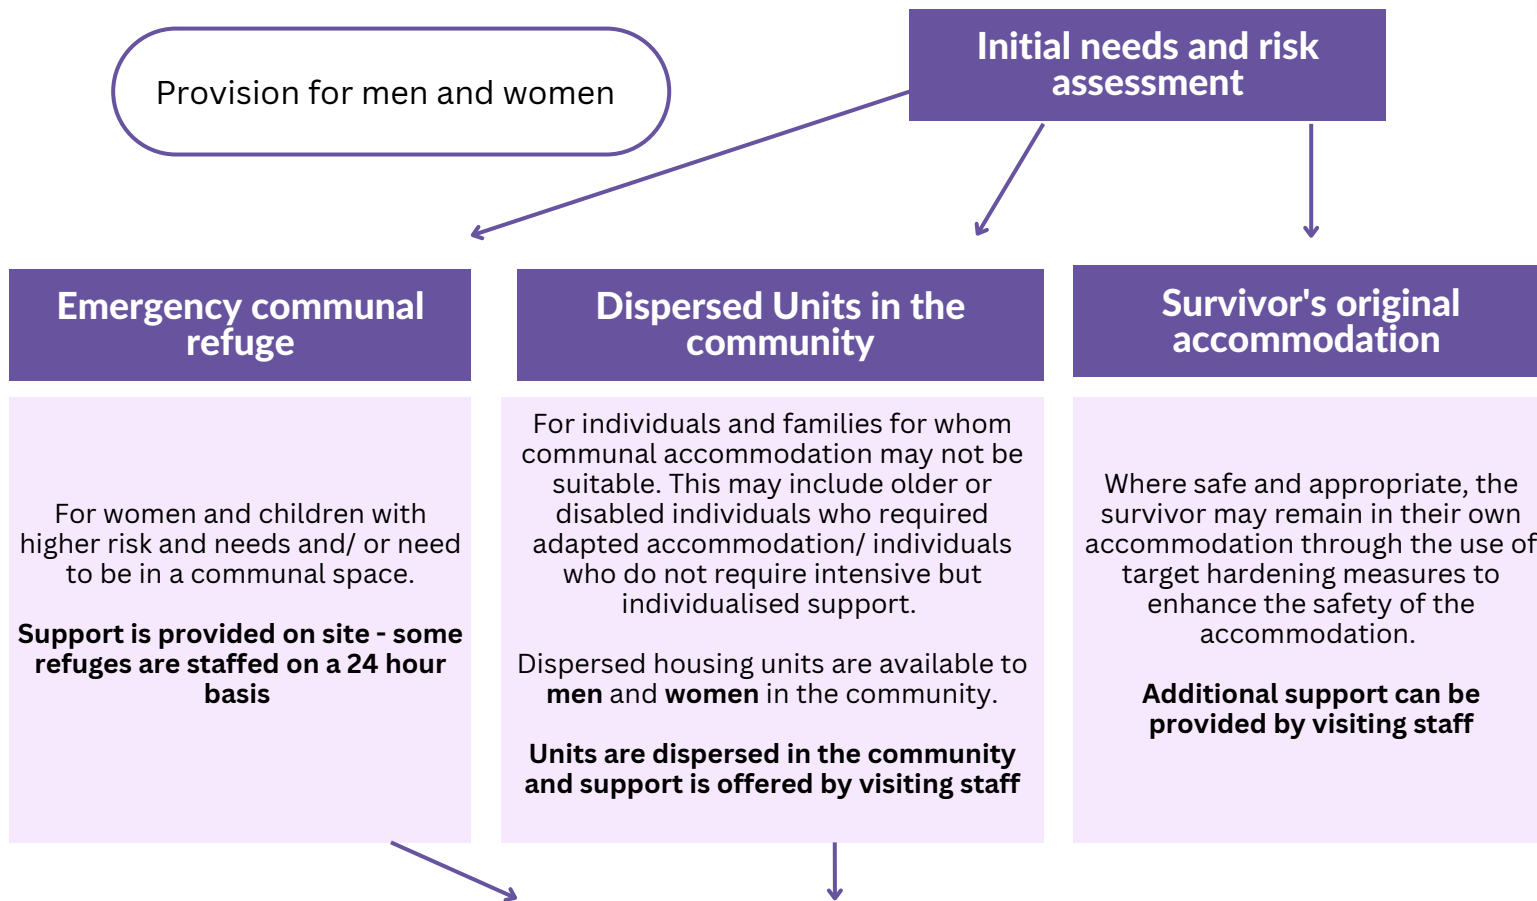 Provision for men and women
Initial needs and risk
assessment
Emergency communal
refuge
For women and children with
higher risk and needs and/ or need
to be in a communal space.
Support is provided on site - some
refuges are staffed on a 24 hour
basis
Dispersed Units in the
community
For individuals and families for whom
communal accommodation may not be
suitable. This may include older or
disabled individuals who required
adapted accommodation/ individuals
who do not require intensive but
individualised support.
Dispersed housing units are available to
men and women in the community.
Units are dispersed in the community
and support is offered by visiting staff
Survivor's original
accommodation
Where safe and appropriate, the
survivor may remain in their own
accommodation through the use of
target hardening measures to
enhance the safety of the
accommodation.
Additional support can be
provided by visiting staff